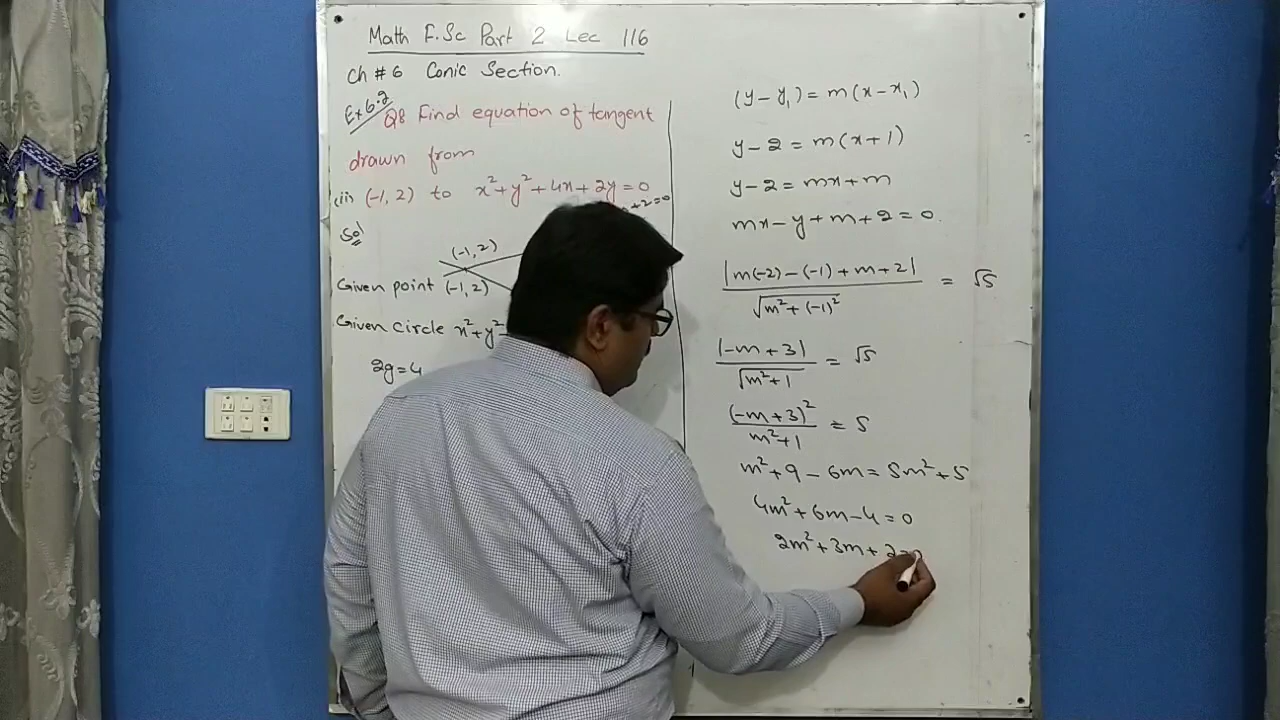 Math F.Sc Part 2 Lec 116
Ch # 6 Conic Section.
Ex 6.2
Q8 Find equation of tangent
drawn from
(ii) (-1, 2) to x² + y² + 4x + 2y = 0
+2=0
Sol
(-1, 2)
Given point (-1, 2)
Given Circle x² + y²
2g = 4
(y - y₁) = m(x - x₁)
y - 2 = m(x + 1)
y - 2 = mx + m
mx - y + m + 2 = 0.
|m(-2) - (-1) + m + 2| / √(m² + (-1)²) = √5
|-m + 3| / √(m² + 1) = √5
(-m + 3)² / (m² + 1) = 5
m² + 9 - 6m = 5m² + 5
4m² + 6m - 4 = 0
2m² + 3m + 2 =